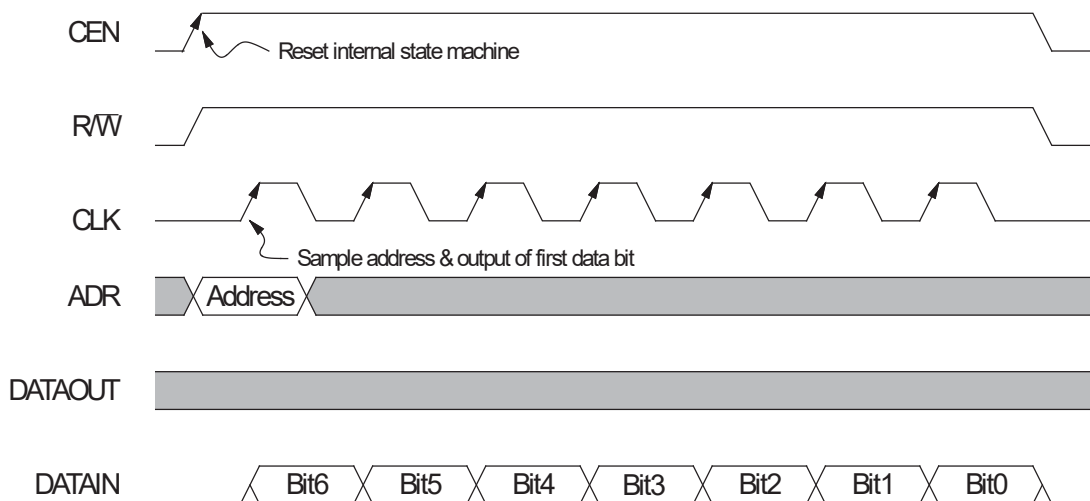 CEN
Reset internal state machine
R/W̅
CLK
Sample address & output of first data bit
ADR
Address
DATAOUT
DATAIN
Bit6 Bit5 Bit4 Bit3 Bit2 Bit1 Bit0